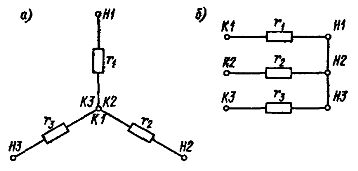 а)
Н1
r1
К3 К2
К1
r3
r2
Н3
Н2
б)
К1 r1 Н1
К2 r2 Н2
К3 r3 Н3